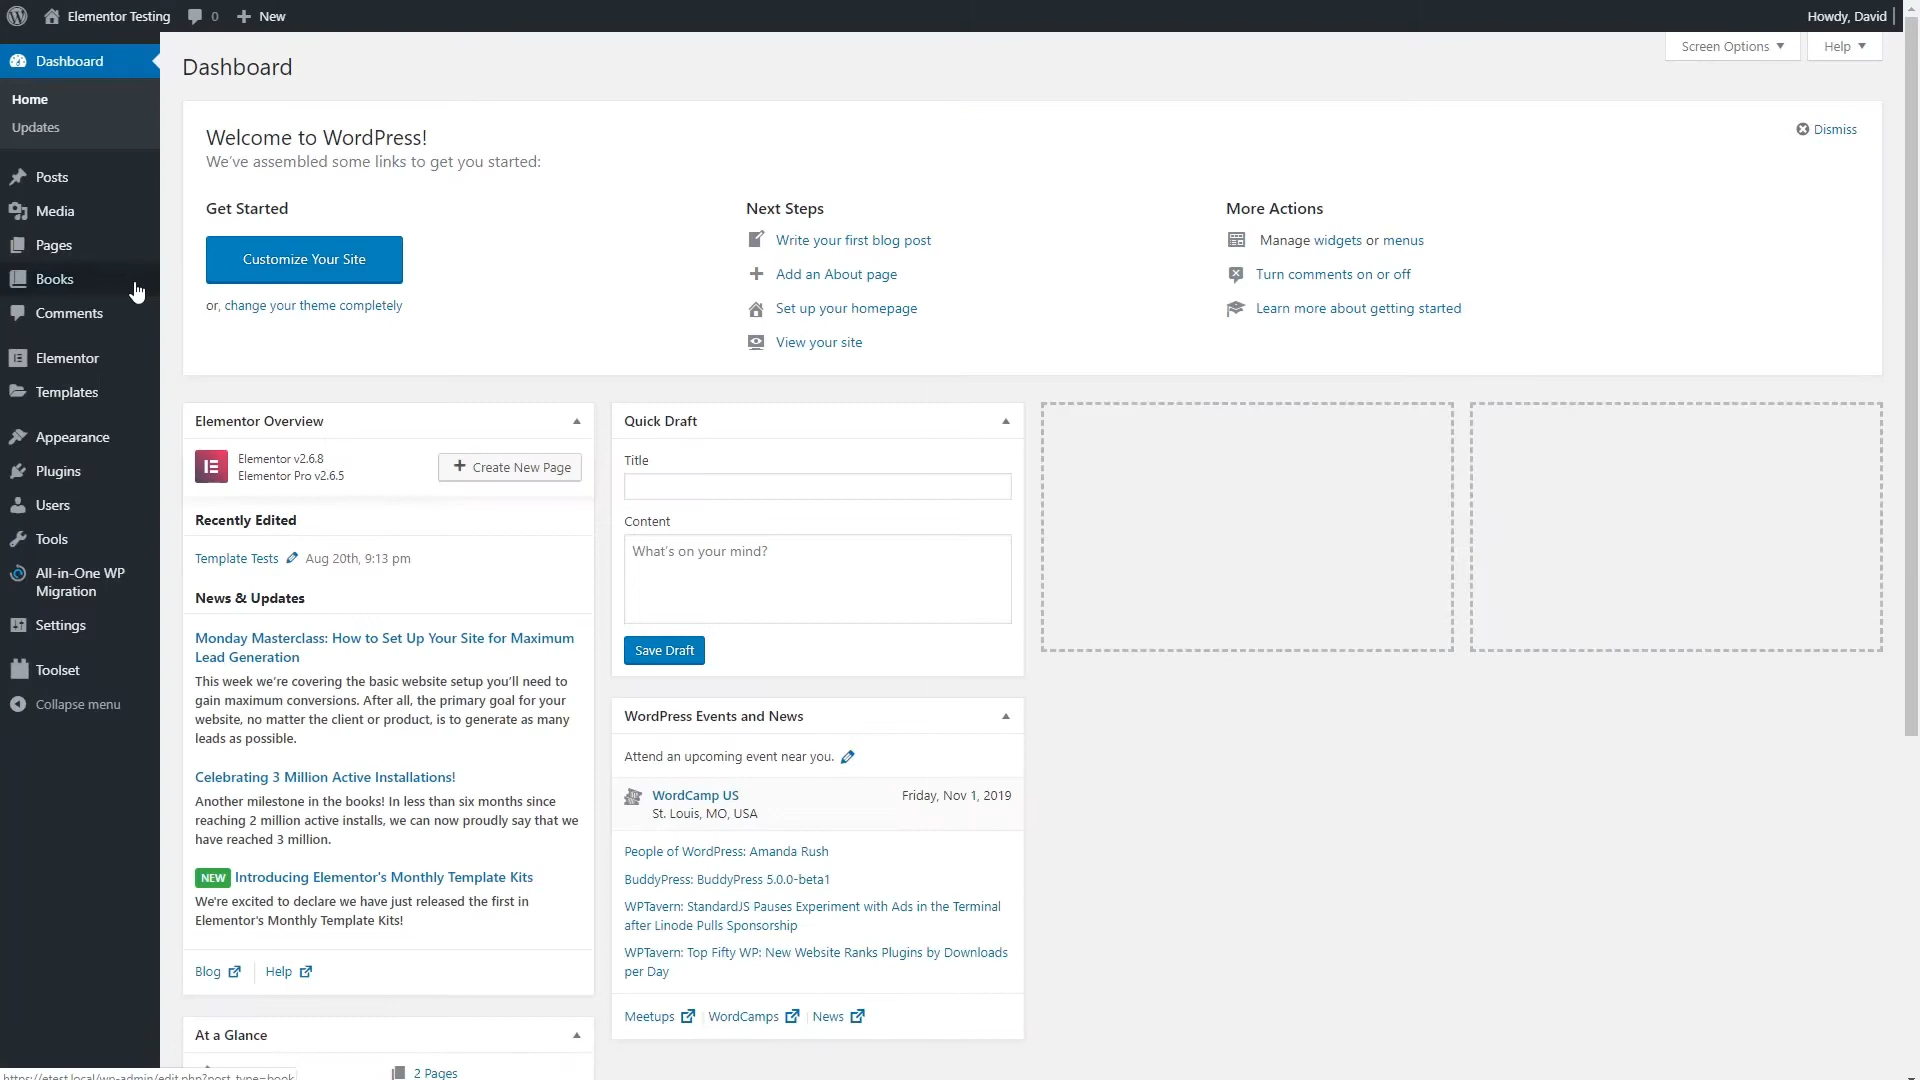 Elementor Testing
0
New
Howdy, David
Dashboard
Home
Updates
Posts
Media
Pages
Books
Comments
Elementor
Templates
Appearance
Plugins
Users
Tools
All-in-One WP
Migration
Settings
Toolset
Collapse menu
Screen Options
Help
Dashboard
Welcome to WordPress!
We've assembled some links to get you started:
Dismiss
Get Started
Customize Your Site
or, change your theme completely
Next Steps
Write your first blog post
Add an About page
Set up your homepage
View your site
More Actions
Manage widgets or menus
Turn comments on or off
Learn more about getting started
Elementor Overview
Elementor v2.6.8
Elementor Pro v2.6.5
Create New Page
Recently Edited
Template Tests Aug 20th, 9:13 pm
News & Updates
Monday Masterclass: How to Set Up Your Site for Maximum
Lead Generation
This week we're covering the basic website setup you'll need to
gain maximum conversions. After all, the primary goal for your
website, no matter the client or product, is to generate as many
leads as possible.
Celebrating 3 Million Active Installations!
Another milestone in the books! In less than six months since
reaching 2 million active installs, we can now proudly say that we
have reached 3 million.
NEW Introducing Elementor's Monthly Template Kits
We're excited to declare we have just released the first in
Elementor's Monthly Template Kits!
Blog
Help
At a Glance
2 Pages
Quick Draft
Title
Content
What's on your mind?
Save Draft
WordPress Events and News
Attend an upcoming event near you.
WordCamp US
Friday, Nov 1, 2019
St. Louis, MO, USA
People of WordPress: Amanda Rush
BuddyPress: BuddyPress 5.0.0-beta1
WPTavern: StandardJS Pauses Experiment with Ads in the Terminal
after Linode Pulls Sponsorship
WPTavern: Top Fifty WP: New Website Ranks Plugins by Downloads
per Day
Meetups
WordCamps
News
https://etest.local/wp-admin/edit.php?post_type=book